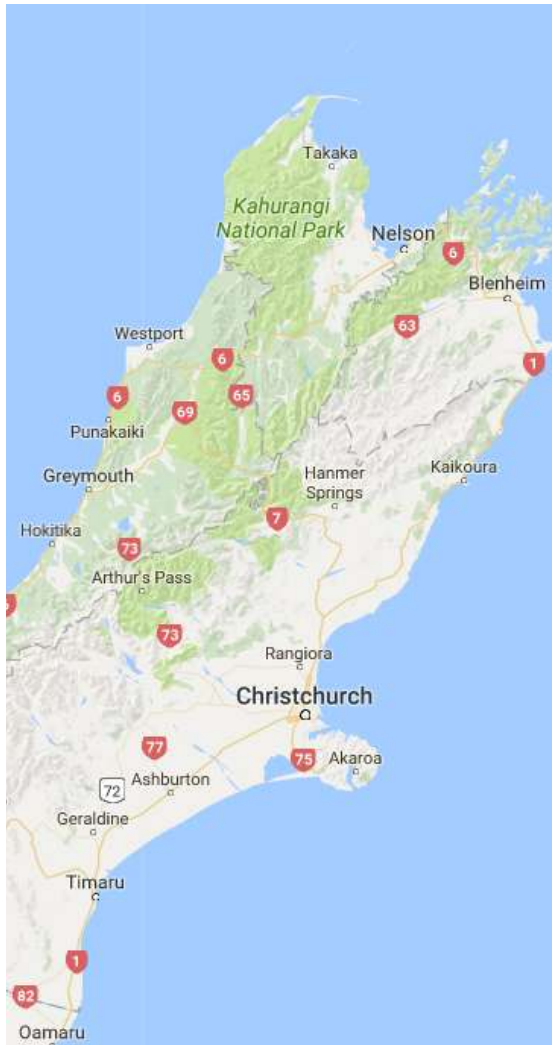 Takaka
Kahurangi
National Park
Nelson
6
Blenheim
63
Westport
6
1
6
65
69
Punakaiki
Greymouth
Hanmer
Springs
Kaikoura
7
Hokitika
73
Arthur's Pass
73
Rangiora
Christchurch
77
75
Akaroa
72
Ashburton
Geraldine
Timaru
1
82
Oamaru